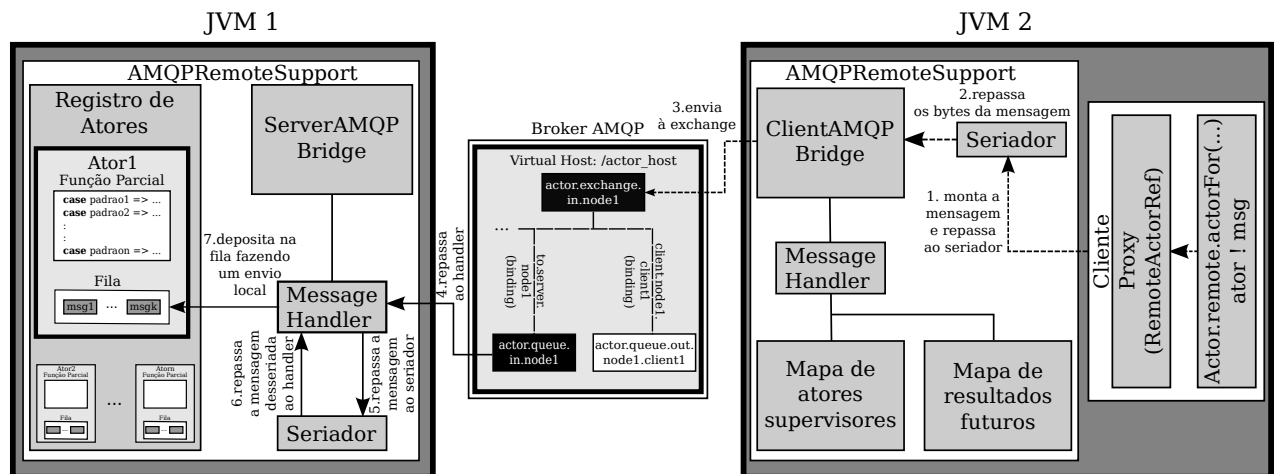 JVM 1
AMQPRemoteSupport
Registro de
Atores
Ator1
Função Parcial
case padrao1 => ...
case padrao2 => ...
:
:
case padraon => ...
Fila
msg1 ... msgk
Ator2
Função Parcial
Fila
...
...
Atorn
Função Parcial
Fila
...
ServerAMQP
Bridge
7.deposita na
fila fazendo
um envio
local
Message
Handler
6.repassa
a mensagem
desseriada
ao handler
5.repassa a
mensagem
ao seriador
Seriador
4.repassa
ao handler
Broker AMQP
Virtual Host: /actor_host
actor.exchange.
in.node1
...
to.server.
node1
(binding)
client.node1.
client1
(binding)
actor.queue.
in.node1
actor.queue.out.
node1.client1
3.envia
à exchange
JVM 2
AMQPRemoteSupport
ClientAMQP
Bridge
2.repassa
os bytes da mensagem
Seriador
1. monta a
mensagem
e repassa
ao seriador
Message
Handler
Mapa de
atores
supervisores
Mapa de
resultados
futuros
Cliente
Proxy
(RemoteActorRef)
Actor.remote.actorFor(...)
ator ! msg